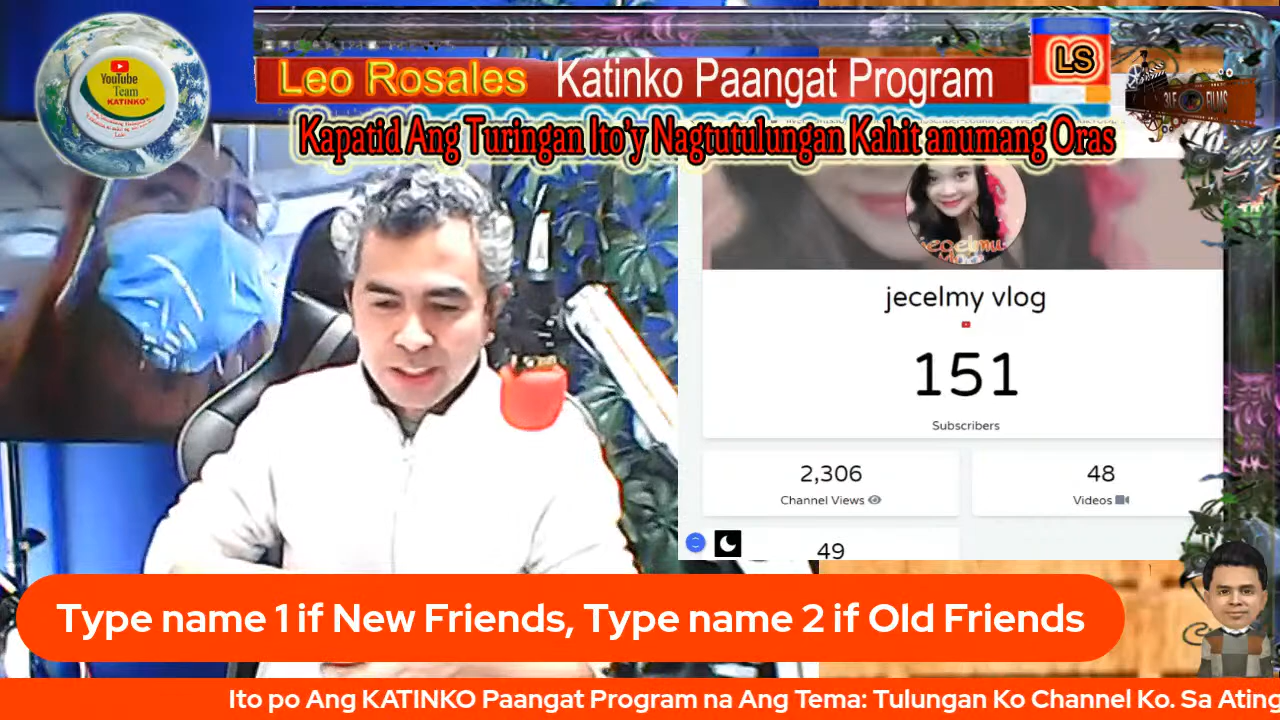 YouTube
Team
KATINKO
Leo Rosales
Katinko Paangat Program
LS
3LF FILMS
Kapatid Ang Turingan Ito'y Nagtutulungan Kahit anumang Oras
jecelmy vlog
151
Subscribers
2,306
Channel Views
48
Videos
49
Type name 1 if New Friends, Type name 2 if Old Friends
Ito po Ang KATINKO Paangat Program na Ang Tema: Tulungan Ko Channel Ko. Sa Ating